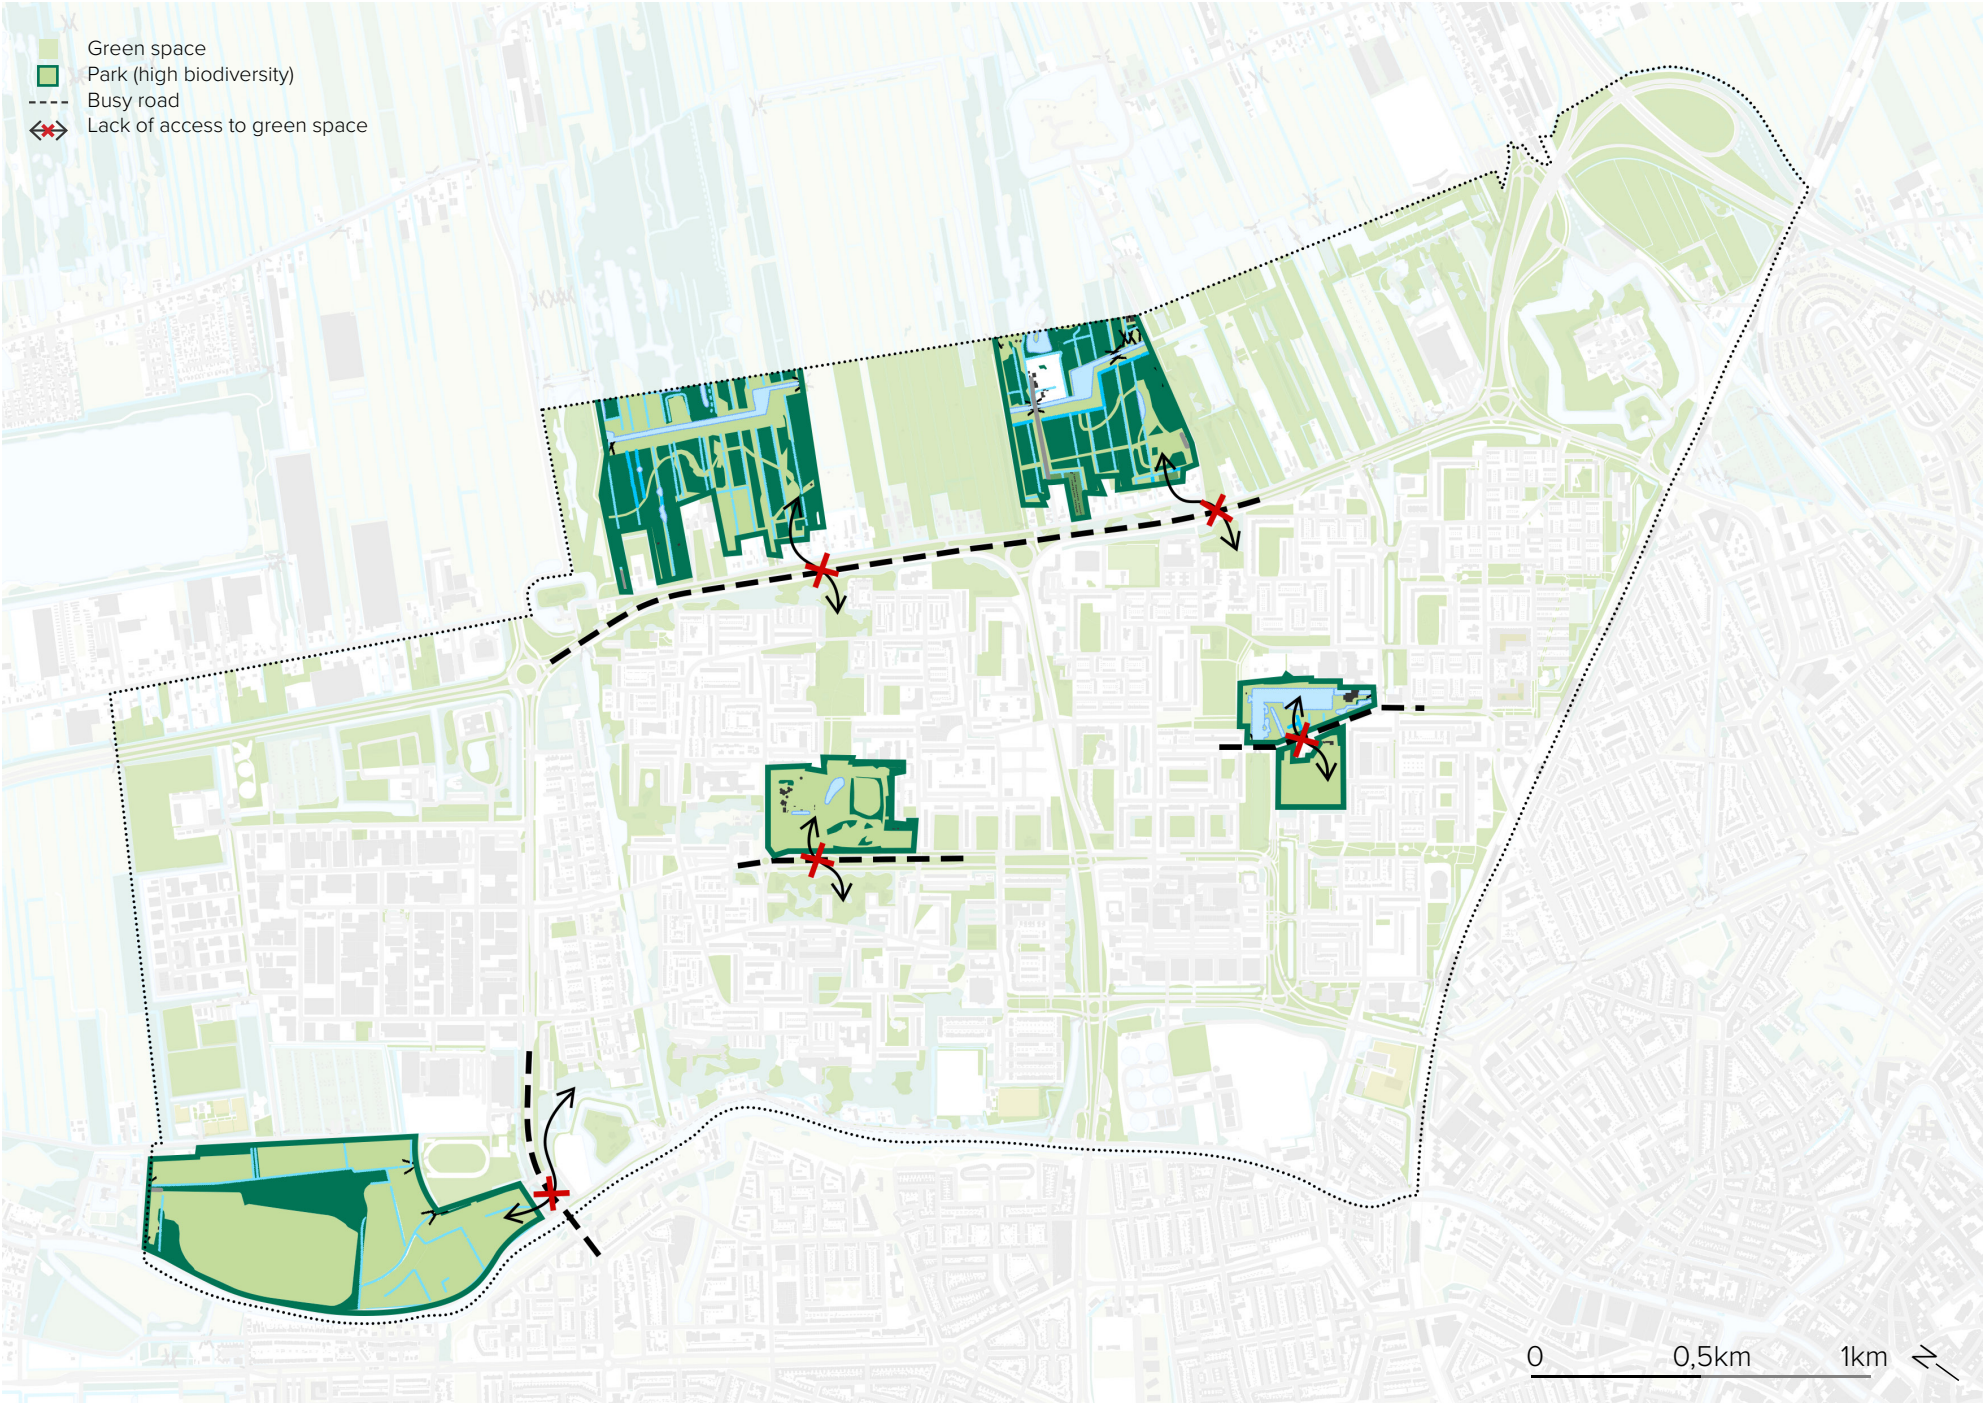 Green space
Park (high biodiversity)
Busy road
Lack of access to green space
0 0,5km 1km
N